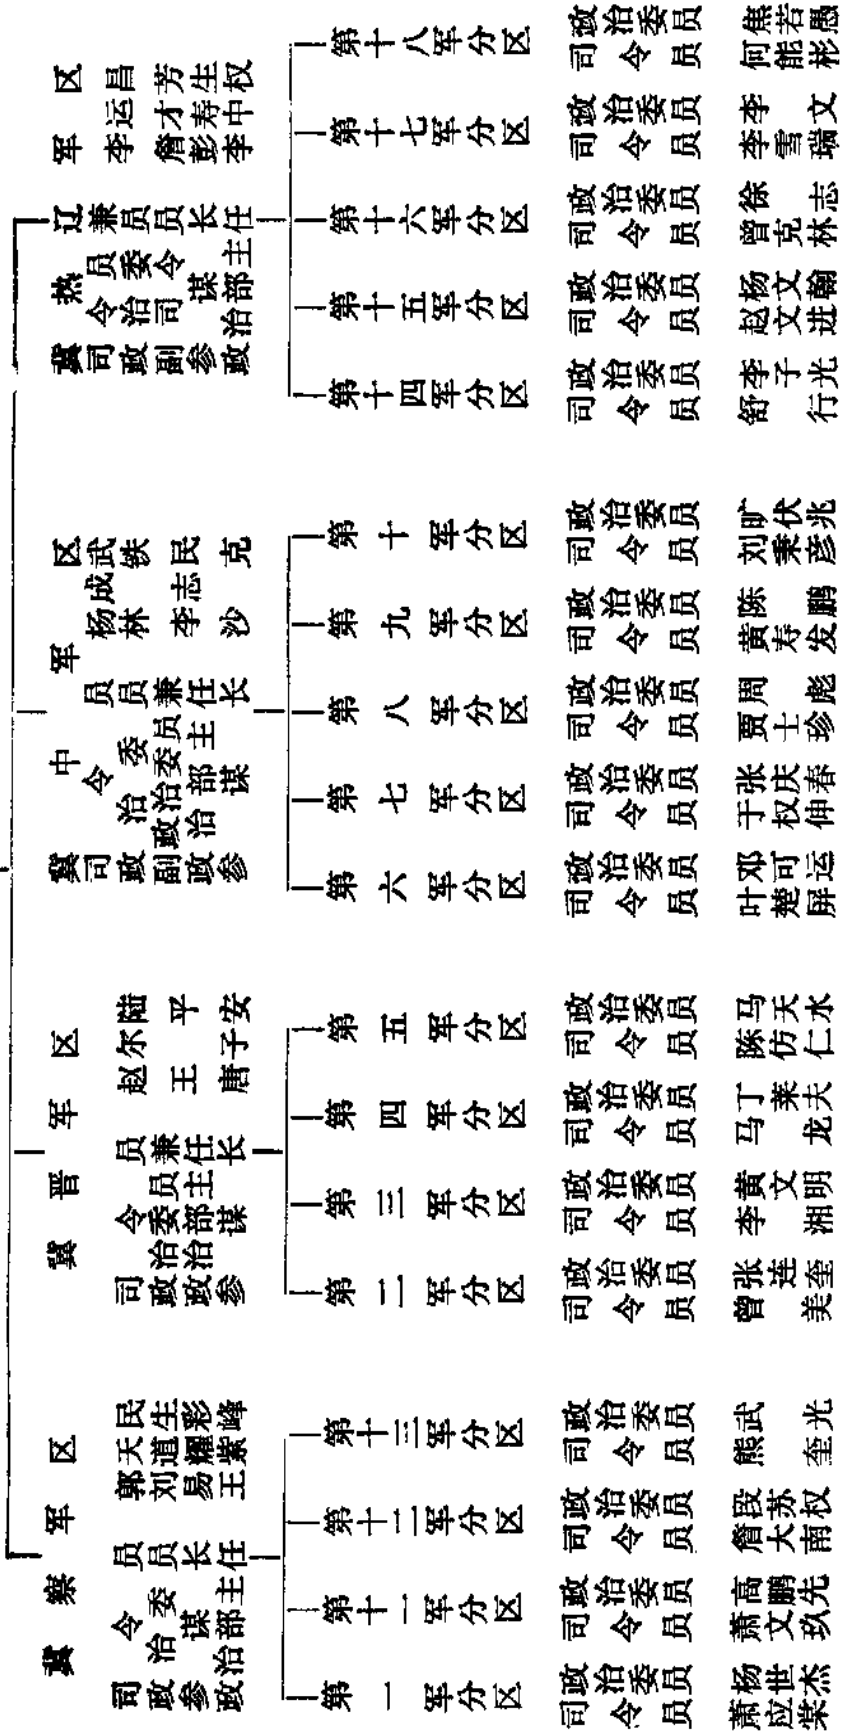 冀察军区
司令员 郭天民
政治委员 刘道生
参谋长 易耀彩
政治部主任 王紫峰
第一军分区
司令员 萧应棠
政治委员 杨世杰
第十一军分区
司令员 萧文玖
政治委员 高鹏先
第十二军分区
司令员 詹大南
政治委员 段苏权
第十三军分区
司令员 熊奎
政治委员 武光
冀晋军区
司令员 赵尔陆
政治委员兼
政治部主任 王平
参谋长 唐子安
第二军分区
司令员 曾美
政治委员 张连奎
第三军分区
司令员 李湘
政治委员 黄文明
第四军分区
司令员 马龙
政治委员 丁莱夫
第五军分区
司令员 陈仿仁
政治委员 马天水
冀中军区
司令员 杨成武
政治委员 林铁
副政治委员兼
政治部主任 李志民
参谋长 沙克
第六军分区
司令员 叶楚屏
政治委员 邓可运
第七军分区
司令员 于权伸
政治委员 张庆春
第八军分区
司令员 贾士珍
政治委员 周彪
第九军分区
司令员 黄寿发
政治委员 陈鹏
第十军分区
司令员 刘秉彦
政治委员 旷伏兆
冀热辽军区
司令员兼
政治委员 李运昌
副司令员 詹才芳
参谋长 彭寿生
政治部主任 李中权
第十四军分区
司令员 舒行
政治委员 李子光
第十五军分区
司令员 赵文进
政治委员 杨文翰
第十六军分区
司令员 曾克林
政治委员 徐志
第十七军分区
司令员 李雪瑞
政治委员 李文
第十八军分区
司令员 何能彬
政治委员 焦若愚